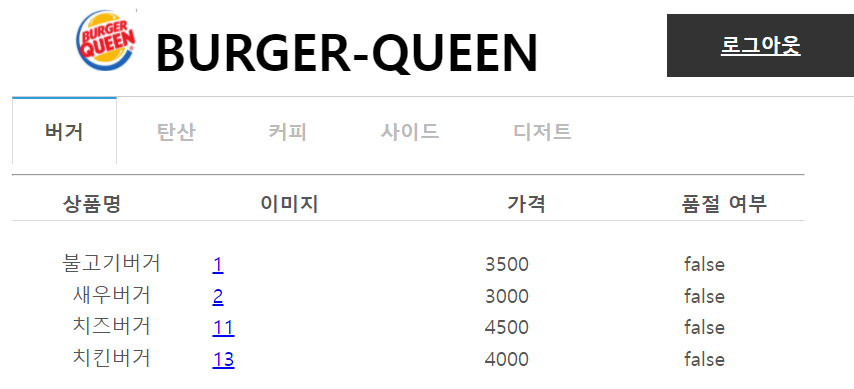 BURGER QUEEN
BURGER-QUEEN 로그아웃
버거 탄산 커피 사이드 디저트
상품명 이미지 가격 품절 여부
불고기버거 1 3500 false
새우버거 2 3000 false
치즈버거 11 4500 false
치킨버거 13 4000 false